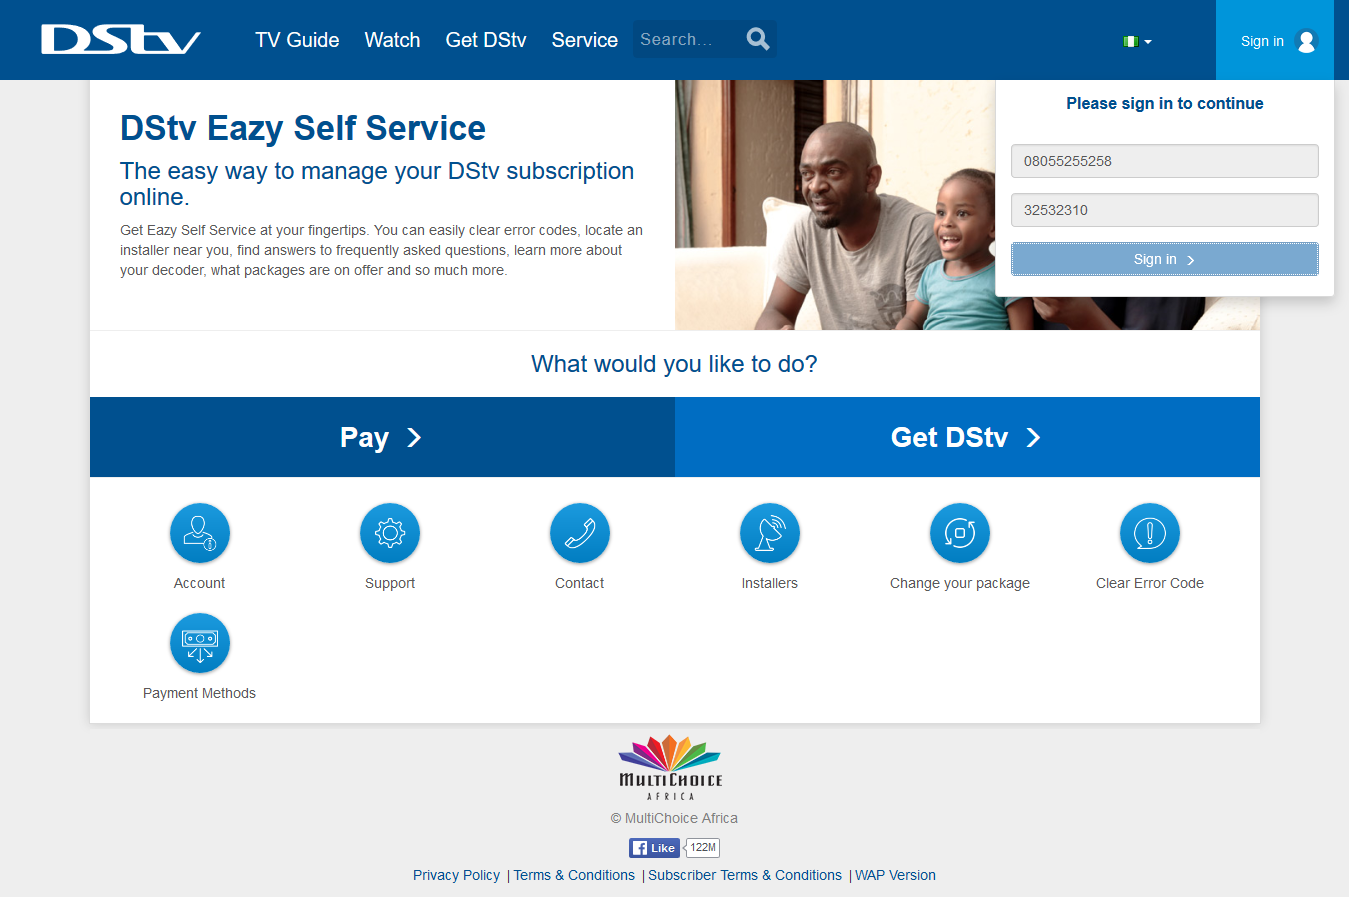 DStv
TV Guide
Watch
Get DStv
Service
Search...
Sign in
Please sign in to continue
08055255258
32532310
Sign in
DStv Eazy Self Service
The easy way to manage your DStv subscription
online.
Get Eazy Self Service at your fingertips. You can easily clear error codes, locate an
installer near you, find answers to frequently asked questions, learn more about
your decoder, what packages are on offer and so much more.
What would you like to do?
Pay
Get DStv
Account
Support
Contact
Installers
Change your package
Clear Error Code
Payment Methods
MULTICHOICE
AFRICA
© MultiChoice Africa
Like
122M
Privacy Policy | Terms & Conditions | Subscriber Terms & Conditions | WAP Version